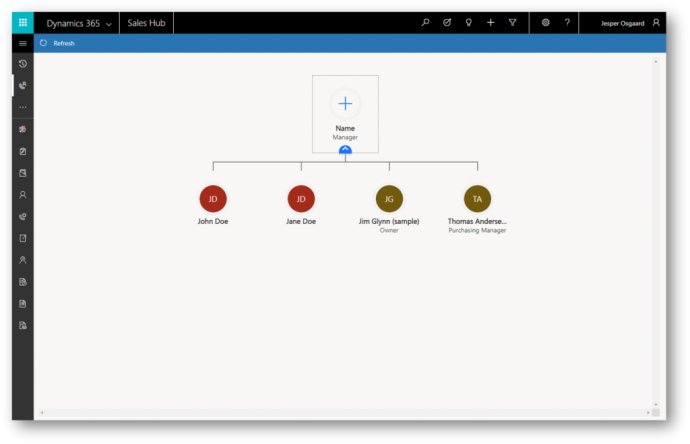 Dynamics 365
Sales Hub
Jesper Osgaard
Refresh
Name
Manager
JD
JD
JG
TA
John Doe
Jane Doe
Jim Glynn (sample)
Thomas Anderse...
Owner
Purchasing Manager